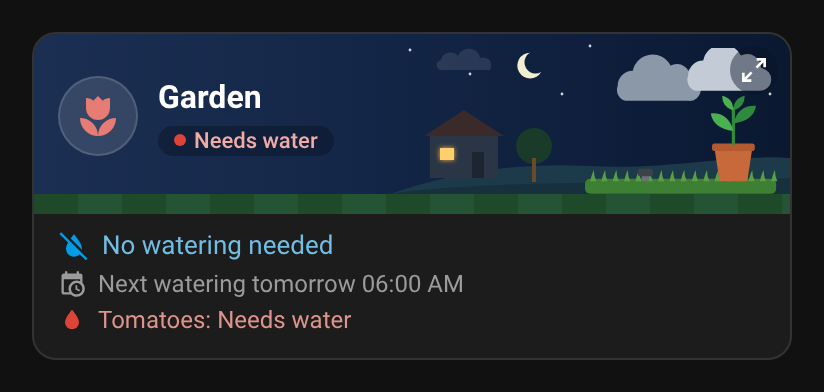 Garden
Needs water
No watering needed
Next watering tomorrow 06:00 AM
Tomatoes: Needs water